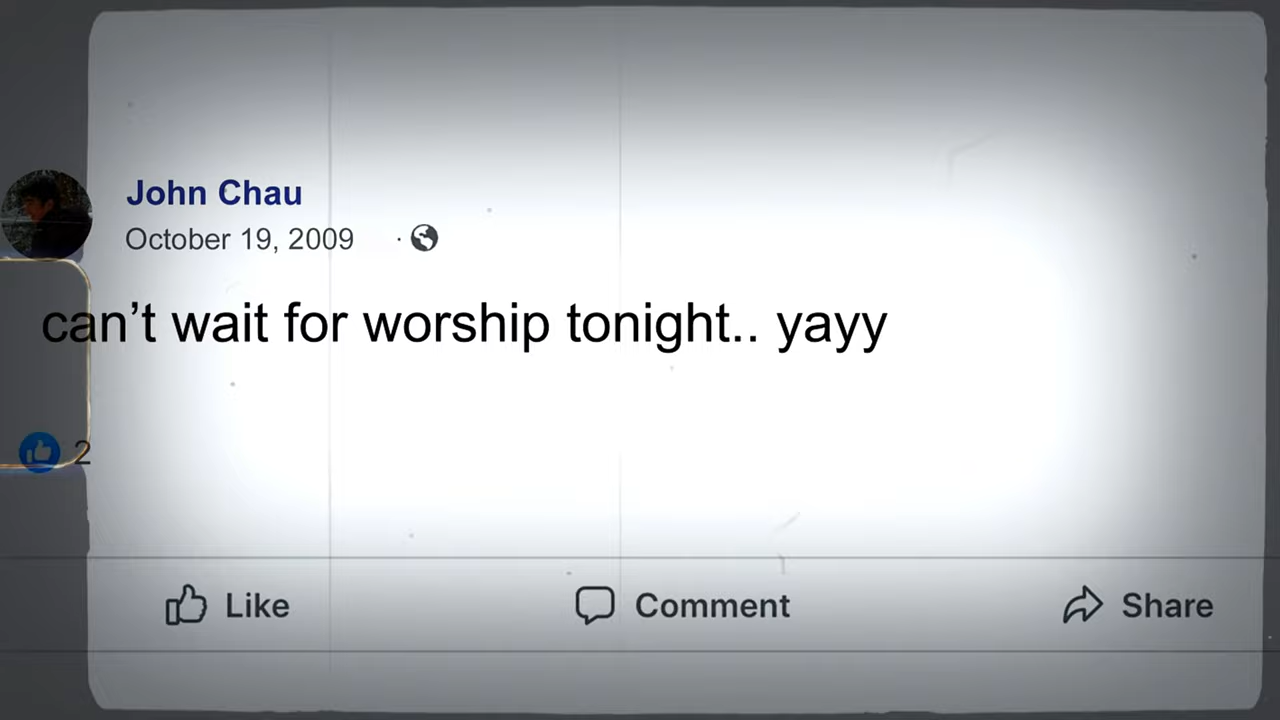 John Chau
October 19, 2009 ·
can’t wait for worship tonight.. yayy
2
Like
Comment
Share